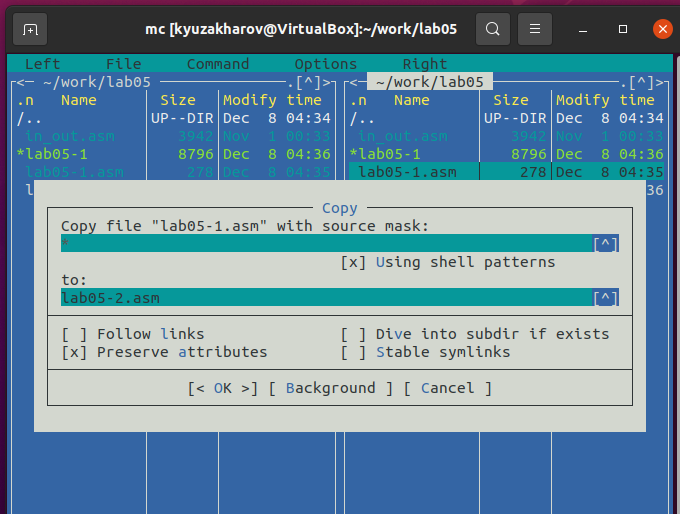 mc [kyuzakharov@VirtualBox]:~/work/lab05
Left File Command Options Right
<─ ~/work/lab05 ─ .[^]> <─ ~/work/lab05 ─ .[^]>
.n Name Size Modify time .n Name Size Modify time
/.. UP--DIR Dec 8 04:34 /.. UP--DIR Dec 8 04:34
in_out.asm 3942 Nov 1 00:33 in_out.asm 3942 Nov 1 00:33
*lab05-1 8796 Dec 8 04:36 *lab05-1 8796 Dec 8 04:36
lab05-1.asm 278 Dec 8 04:35 lab05-1.asm 278 Dec 8 04:35
l 36
Copy
Copy file "lab05-1.asm" with source mask:
* [^]
[x] Using shell patterns
to:
lab05-2.asm [^]
[ ] Follow links [ ] Dive into subdir if exists
[x] Preserve attributes [ ] Stable symlinks
[< OK >] [ Background ] [ Cancel ]